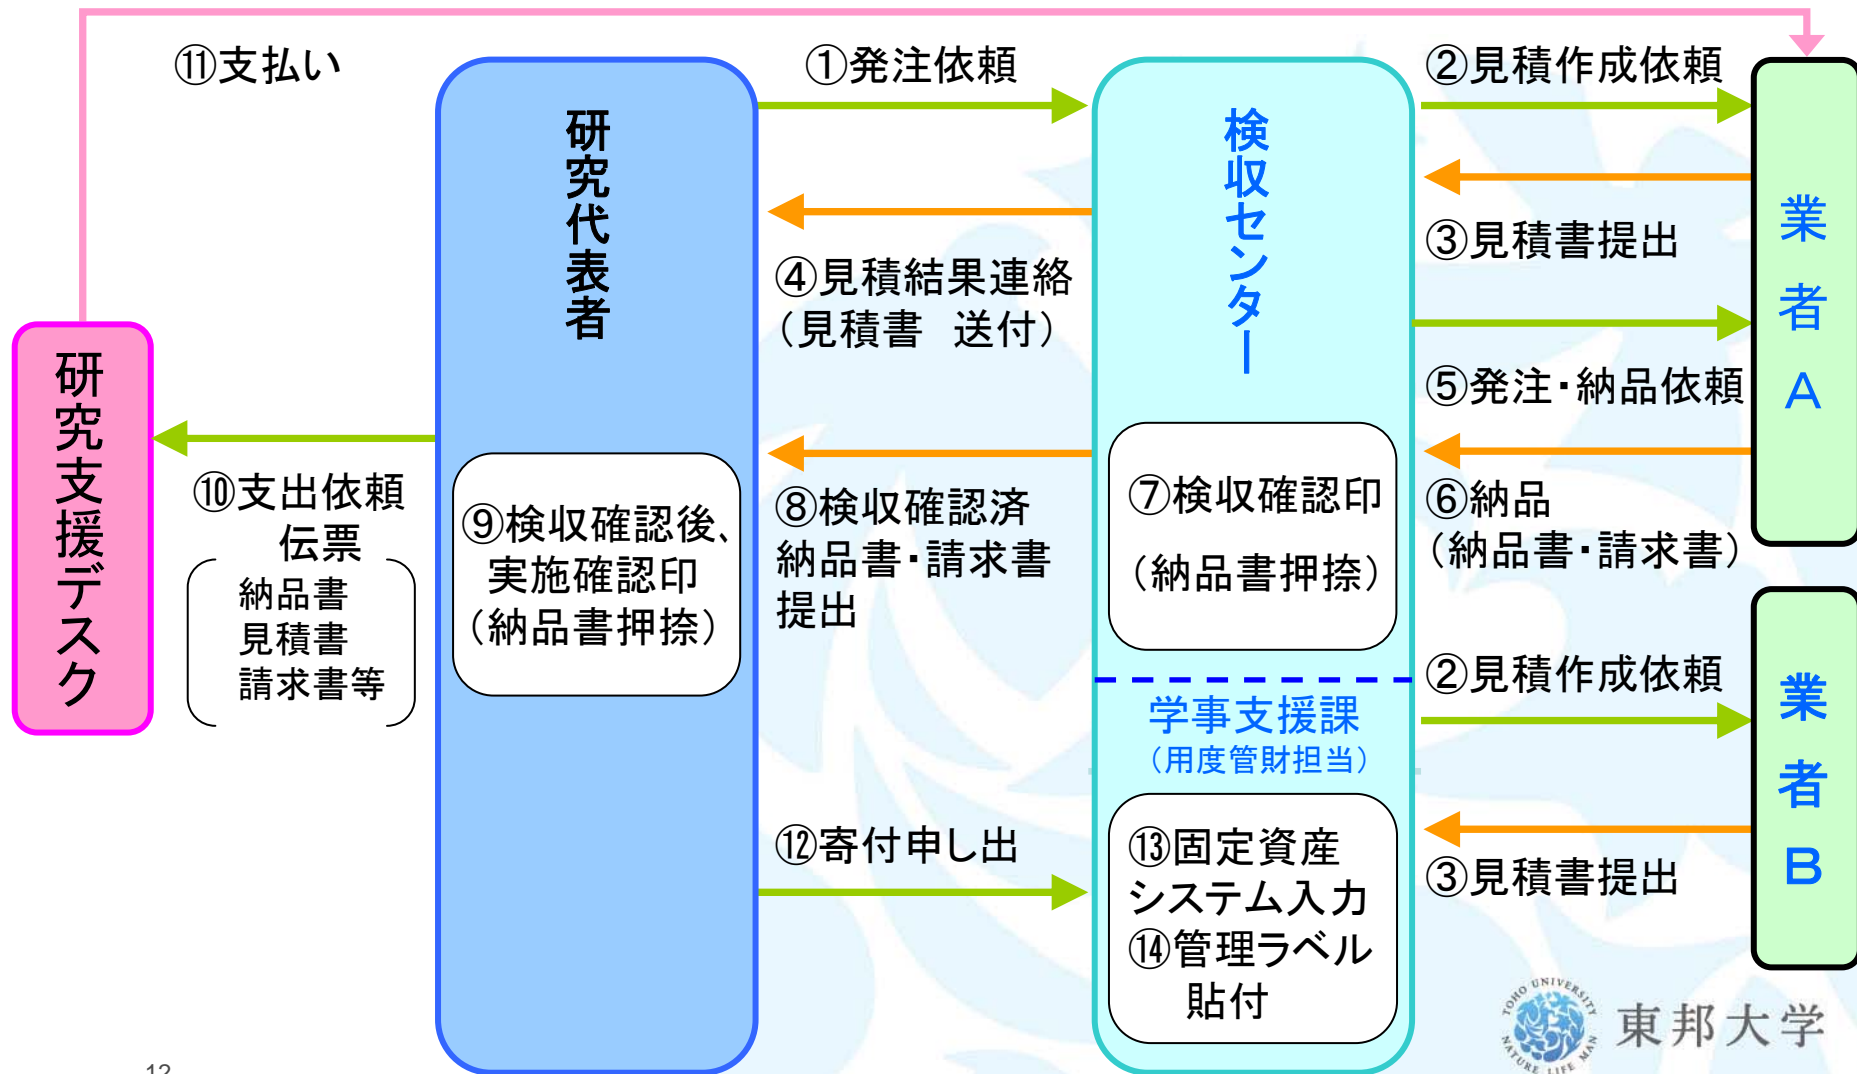 ⑪支払い
①発注依頼
②見積作成依頼
研究代表者
検収センター
業者A
③見積書提出
④見積結果連絡
（見積書　送付）
研究支援デスク
⑤発注・納品依頼
⑩支出依頼
伝票
納品書
見積書
請求書等
⑨検収確認後、
実施確認印
（納品書押捺）
⑧検収確認済
納品書・請求書
提出
⑦検収確認印
（納品書押捺）
⑥納品
（納品書・請求書）
②見積作成依頼
業者B
学事支援課
（用度管財担当）
③見積書提出
⑫寄付申し出
⑬固定資産
システム入力
⑭管理ラベル
貼付
TOHO UNIVERSITY
NATURE LIFE MAN
東邦大学
12